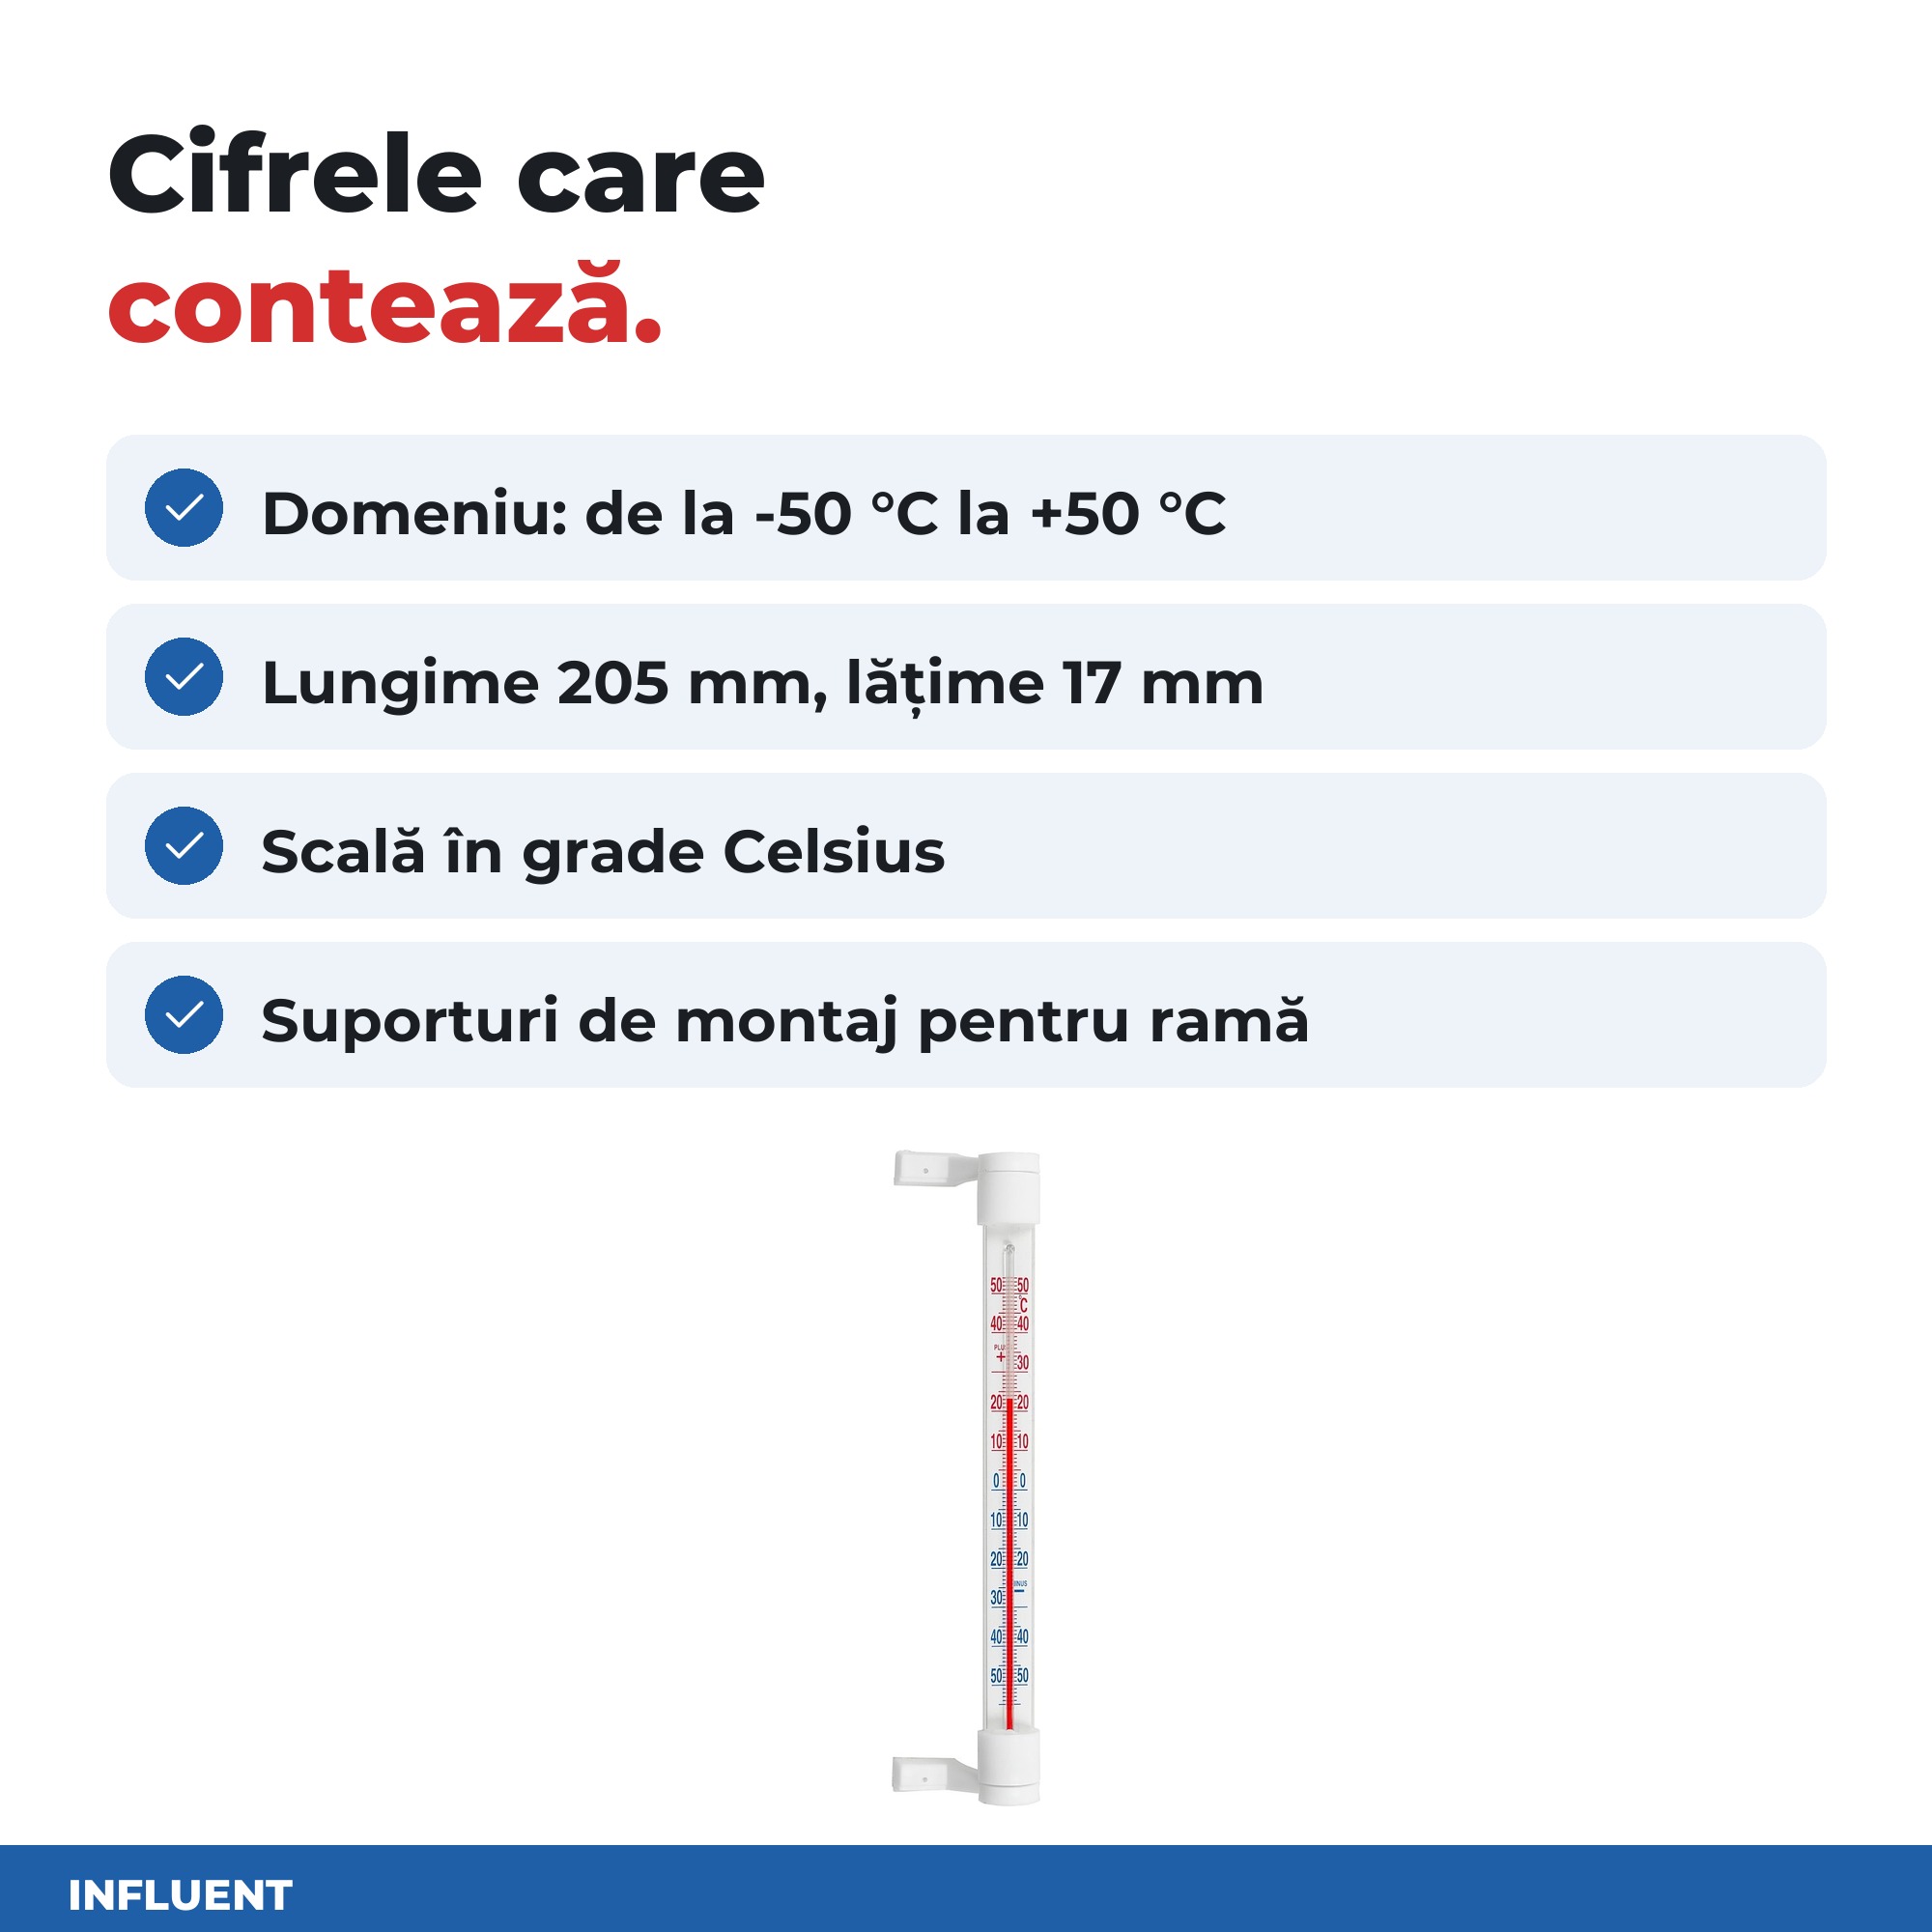 Cifrele care
contează.
Domeniu: de la -50 °C la +50 °C
Lungime 205 mm, lățime 17 mm
Scală în grade Celsius
Suporturi de montaj pentru ramă
50 50
°C
40 40
+ 30
20 20
10 10
0 0
10 10
20 20
30
40 40
50 50
INFLUENT